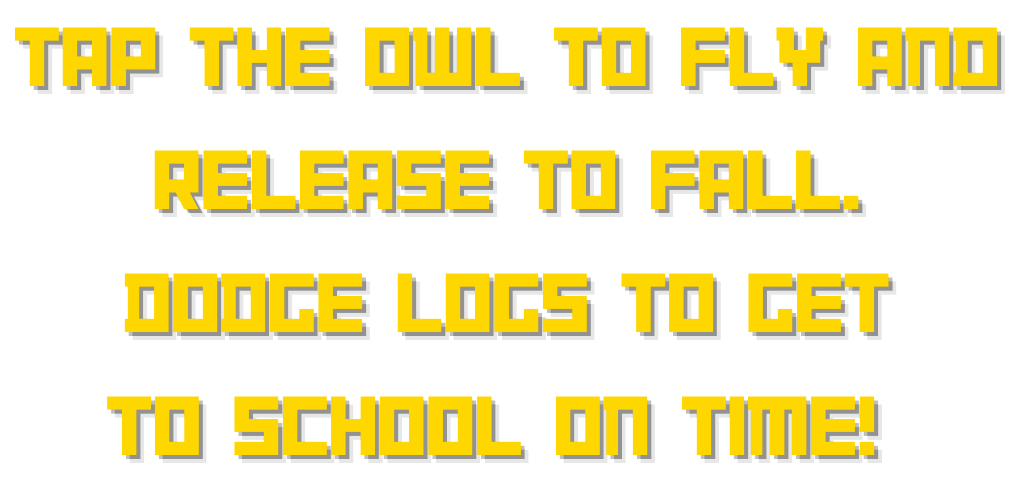 TAP THE OWL TO FLY AND
RELEASE TO FALL.
DODGE LOGS TO GET
TO SCHOOL ON TIME!